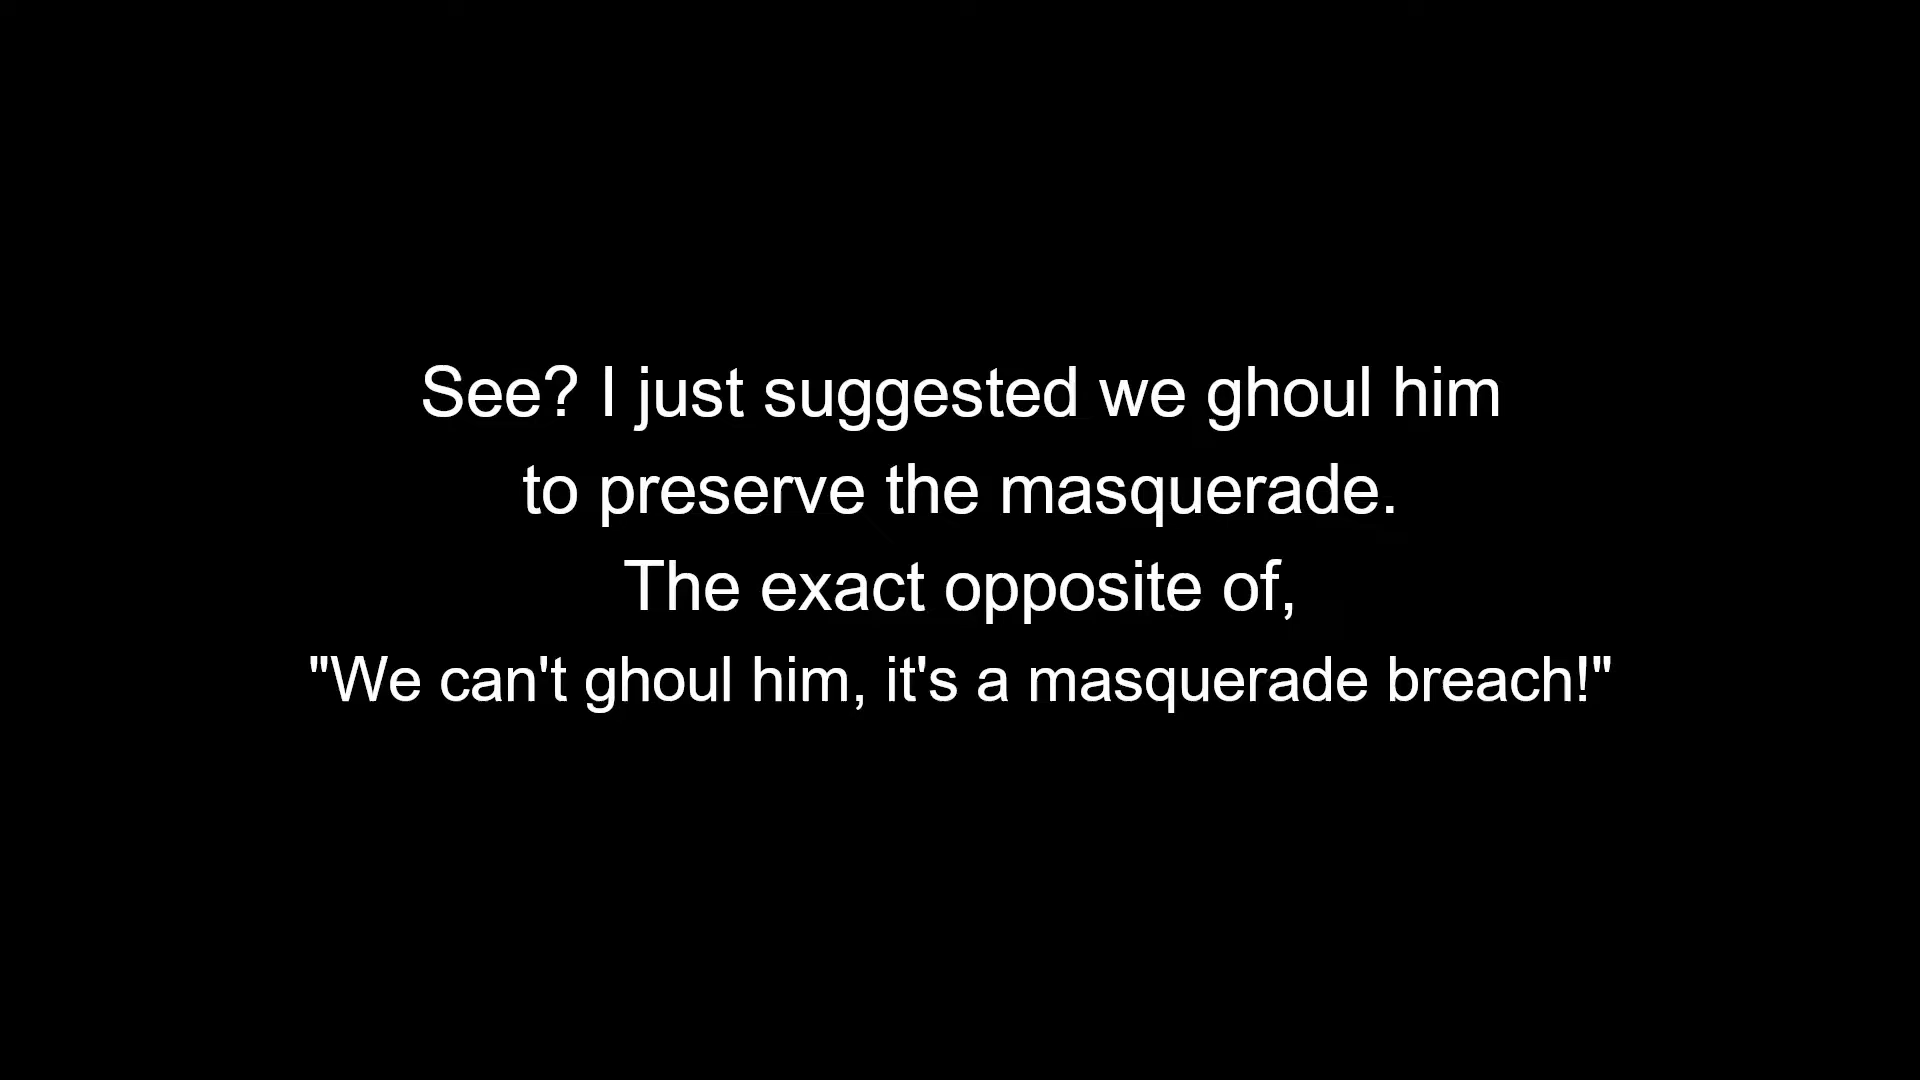 See? I just suggested we ghoul him
to preserve the masquerade.
The exact opposite of,
"We can't ghoul him, it's a masquerade breach!"